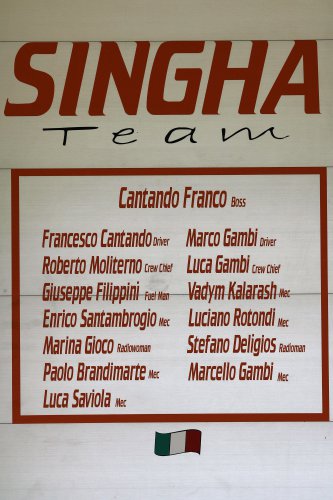 SINGHA
Team
Cantando Franco Boss
Francesco Cantando Driver
Roberto Moliterno Crew Chief
Giuseppe Filippini Fuel Man
Enrico Santambrogio Mec
Marina Gioco Radiowoman
Paolo Brandimarte Mec
Luca Saviola Mec
Marco Gambi Driver
Luca Gambi Crew Chief
Vadym Kalarash Mec
Luciano Rotondi Mec
Stefano Deligios Radioman
Marcello Gambi Mec